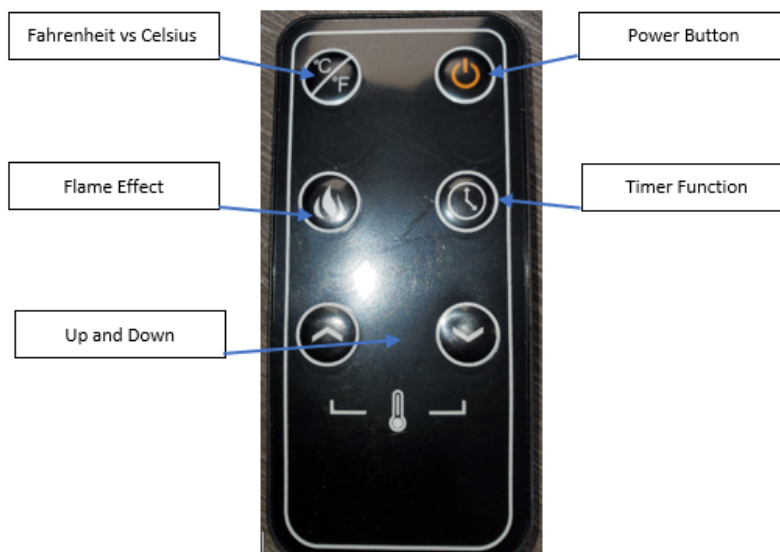 Fahrenheit vs Celsius
Power Button
°C
°F
Flame Effect
Timer Function
Up and Down